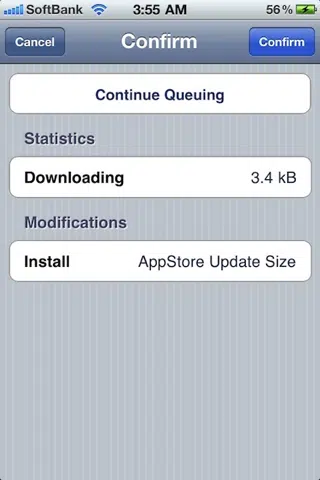 SoftBank 3:55 AM 56%
Cancel Confirm Confirm
Continue Queuing
Statistics
Downloading 3.4 kB
Modifications
Install AppStore Update Size